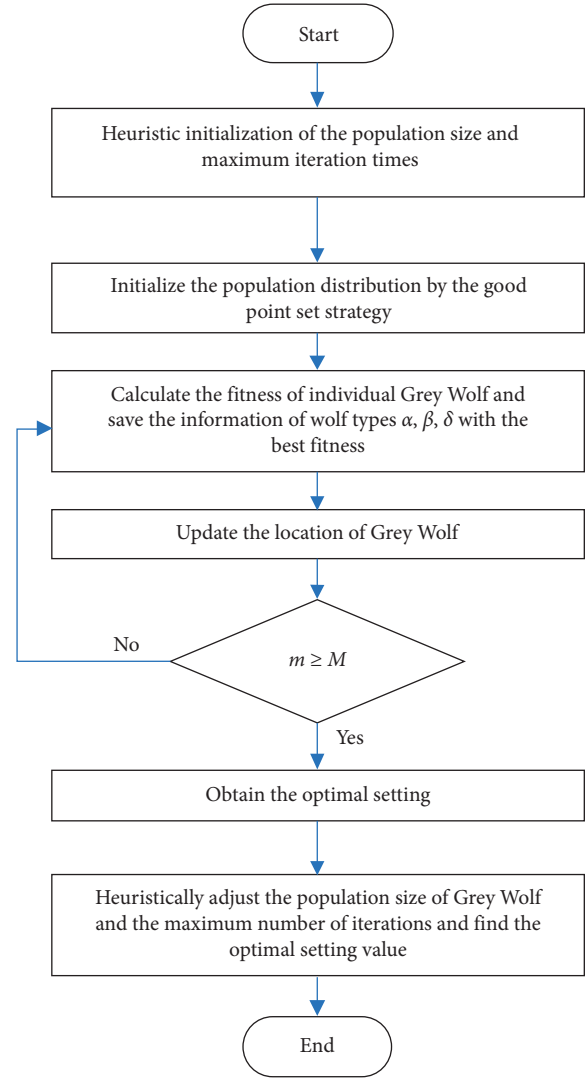 Start
Heuristic initialization of the population size and
maximum iteration times
Initialize the population distribution by the good
point set strategy
Calculate the fitness of individual Grey Wolf and
save the information of wolf types α, β, δ with the
best fitness
Update the location of Grey Wolf
No
m ≥ M
Yes
Obtain the optimal setting
Heuristically adjust the population size of Grey Wolf
and the maximum number of iterations and find the
optimal setting value
End